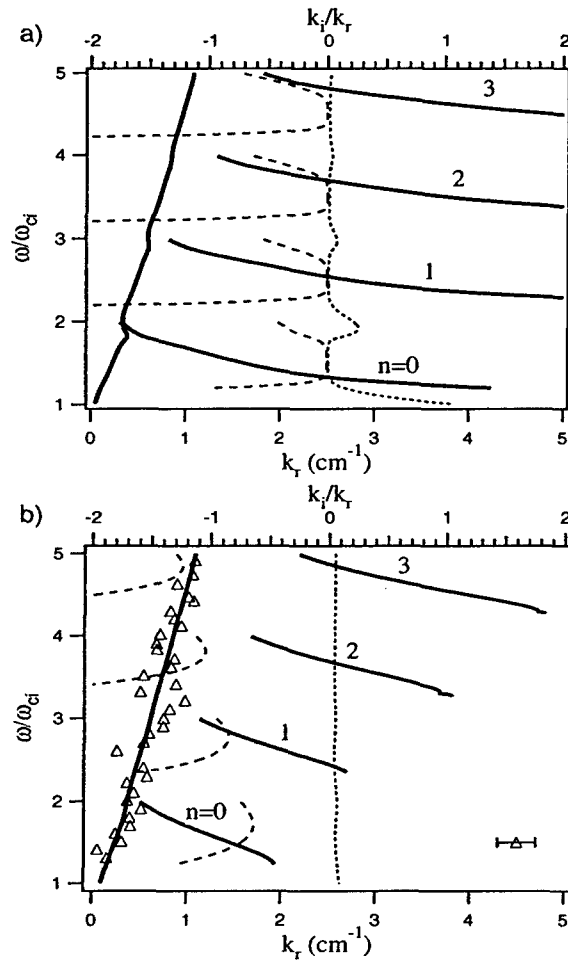 a)
k_i/k_r
-2 -1 0 1 2
5
4
3
2
1
ω/ω_ci
3
2
1
n=0
0 1 2 3 4 5
k_r (cm⁻¹)
b)
k_i/k_r
-2 -1 0 1 2
5
4
3
2
1
ω/ω_ci
3
2
1
n=0
0 1 2 3 4 5
k_r (cm⁻¹)